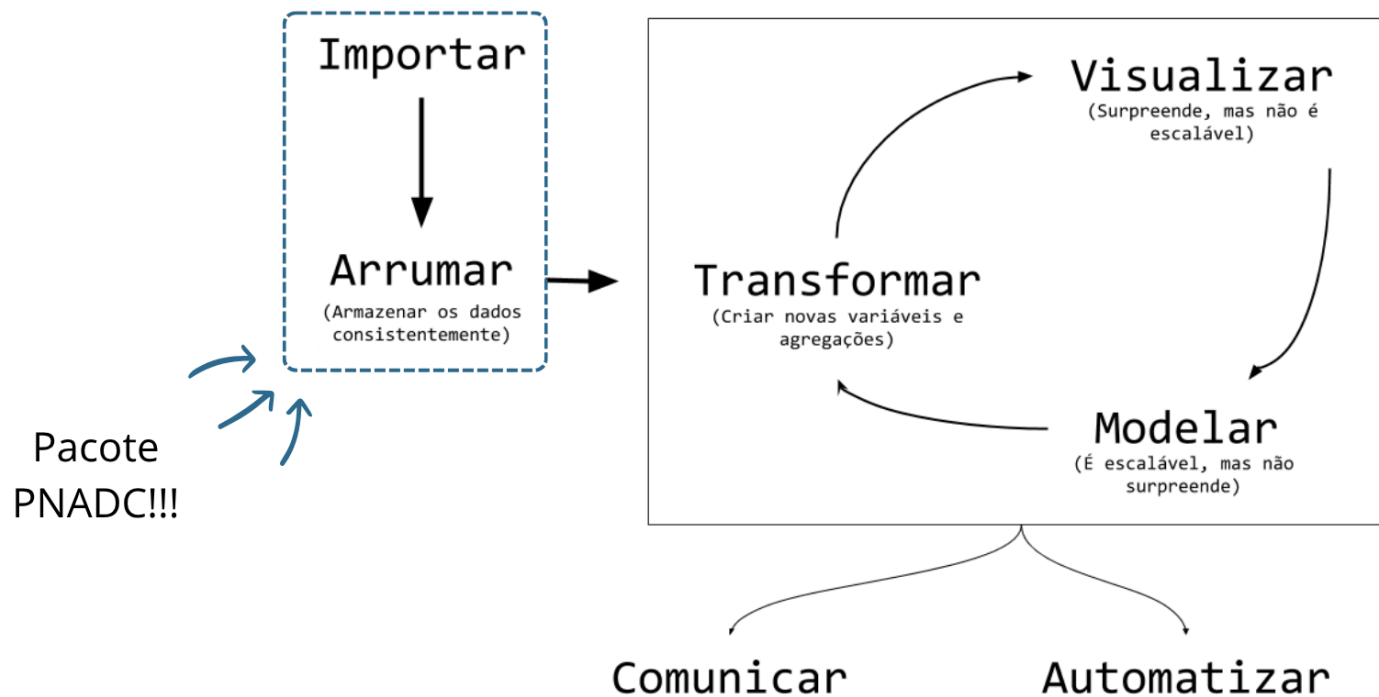 Importar
Arrumar
(Armazenar os dados
consistentemente)
Pacote
PNADC!!!
Visualizar
(Surpreende, mas não é
escalável)
Transformar
(Criar novas variáveis e
agregações)
Modelar
(É escalável, mas não
surpreende)
Comunicar
Automatizar